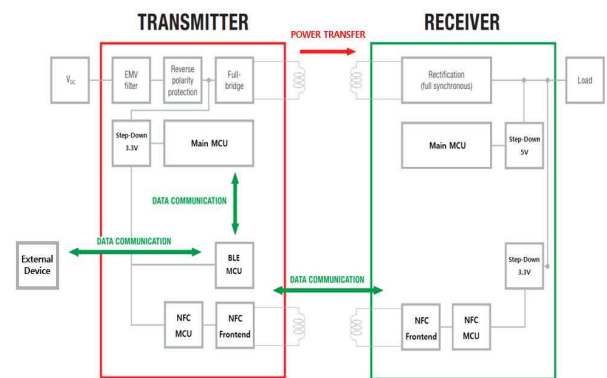 TRANSMITTER
POWER TRANSFER
RECEIVER
VDC
EMV
filter
Reverse
polarity
protection
Full-
bridge
Rectification
(full synchronous)
Load
Step-Down
3.3V
Main MCU
Main MCU
Step-Down
5V
DATA COMMUNICATION
DATA COMMUNICATION
External
Device
BLE
MCU
DATA COMMUNICATION
Step-Down
3.3V
NFC
MCU
NFC
Frontend
NFC
Frontend
NFC
MCU